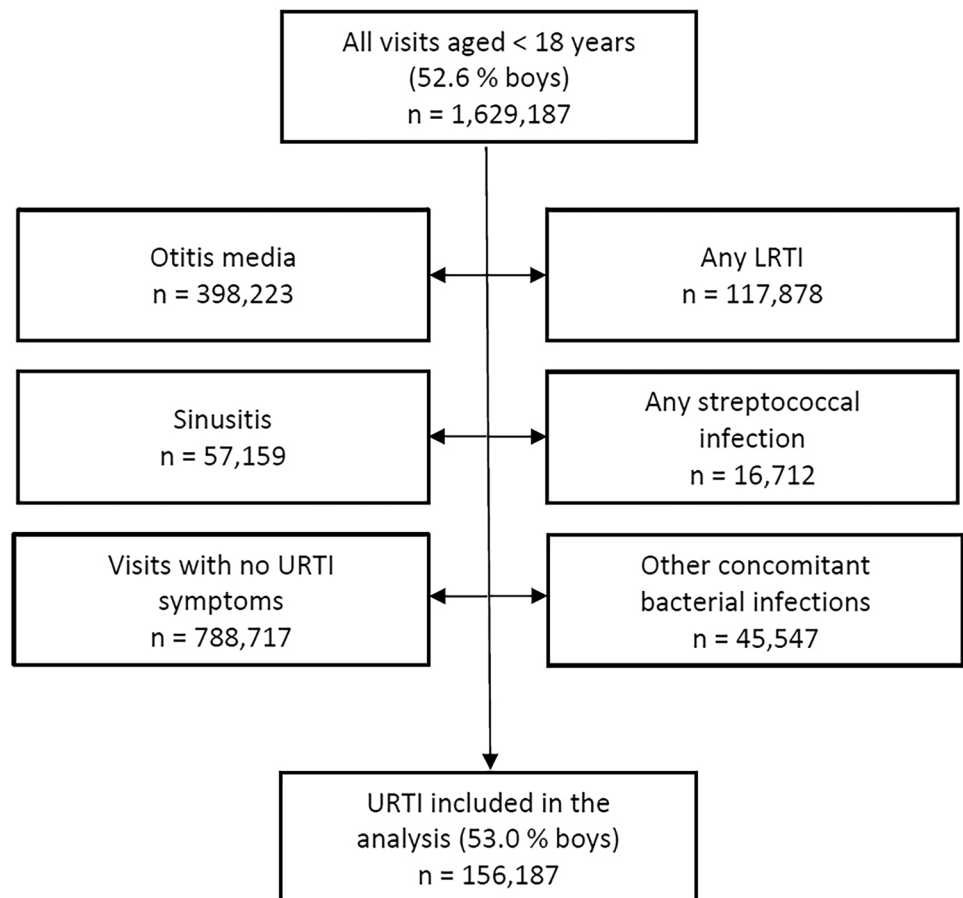 All visits aged < 18 years
(52.6 % boys)
n = 1,629,187
Otitis media
n = 398,223
Any LRTI
n = 117,878
Sinusitis
n = 57,159
Any streptococcal
infection
n = 16,712
Visits with no URTI
symptoms
n = 788,717
Other concomitant
bacterial infections
n = 45,547
URTI included in the
analysis (53.0 % boys)
n = 156,187